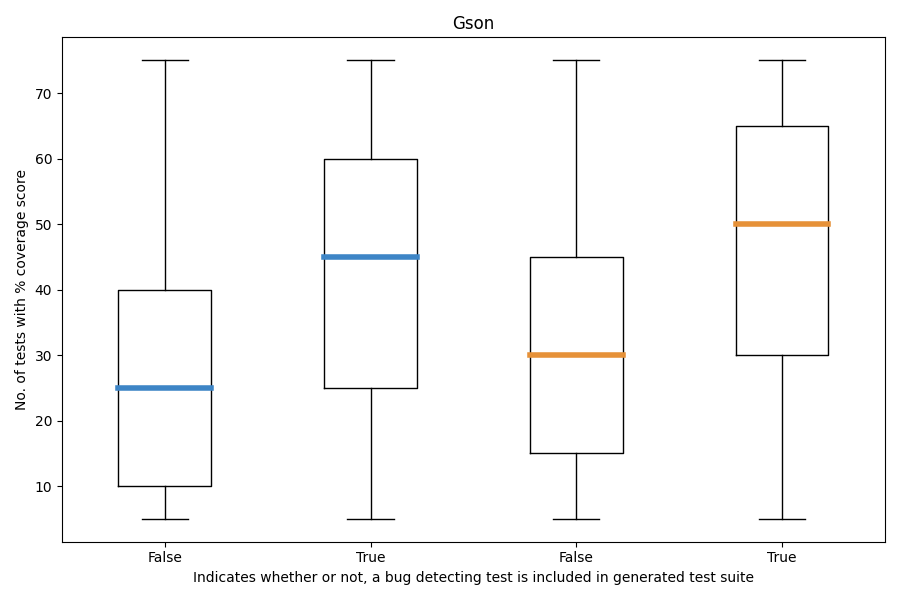 Gson
No. of tests with % coverage score
70
60
50
40
30
20
10
False True False True
Indicates whether or not, a bug detecting test is included in generated test suite